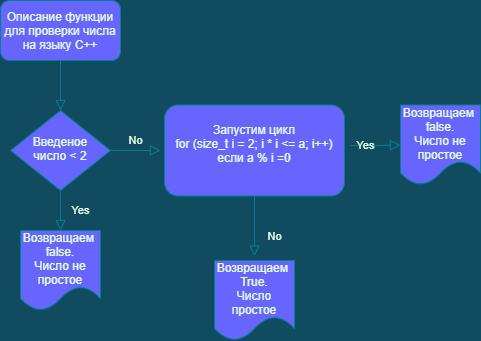 Описание функции
для проверки числа
на языку C++
Введеное
число < 2
No
Запустим цикл
for (size_t i = 2; i * i <= a; i++)
если a % i =0
Yes
Возвращаем
false.
Число не
простое
Yes
Возвращаем
false.
Число не
простое
No
Возвращаем
True.
Число
простое